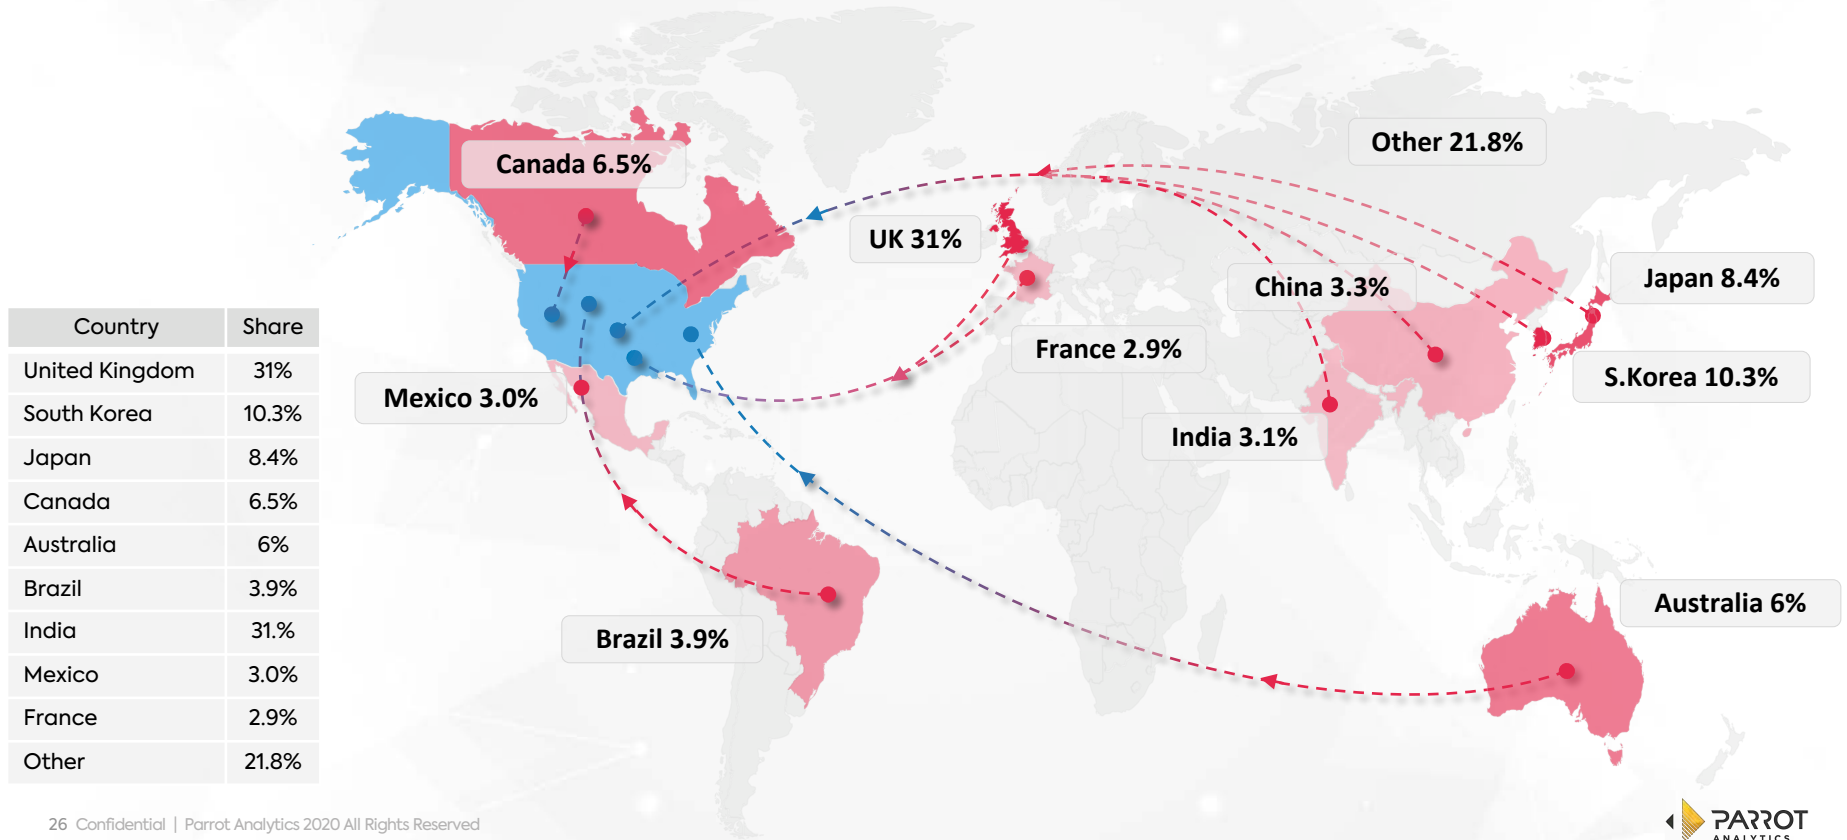 Other 21.8%
Canada 6.5%
UK 31%
China 3.3%
Japan 8.4%
France 2.9%
S.Korea 10.3%
Mexico 3.0%
India 3.1%
Australia 6%
Brazil 3.9%
Country Share
United Kingdom 31%
South Korea 10.3%
Japan 8.4%
Canada 6.5%
Australia 6%
Brazil 3.9%
India 31.%
Mexico 3.0%
France 2.9%
Other 21.8%
26 Confidential | Parrot Analytics 2020 All Rights Reserved
PARROT
ANALYTICS